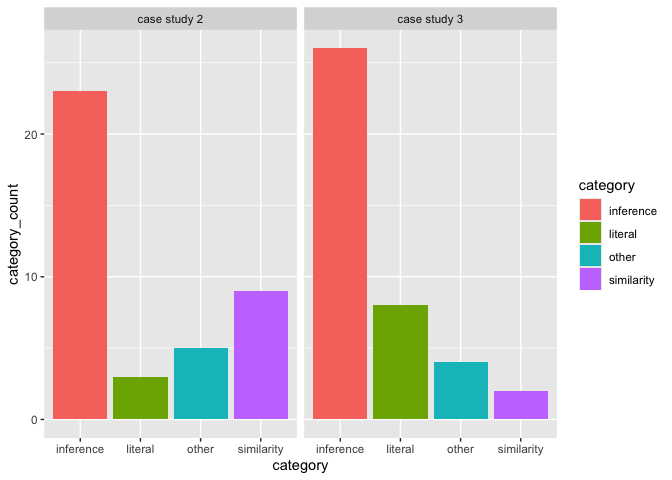 case study 2
case study 3
category_count
20
10
0
inference
literal
other
similarity
inference
literal
other
similarity
category
category
inference
literal
other
similarity